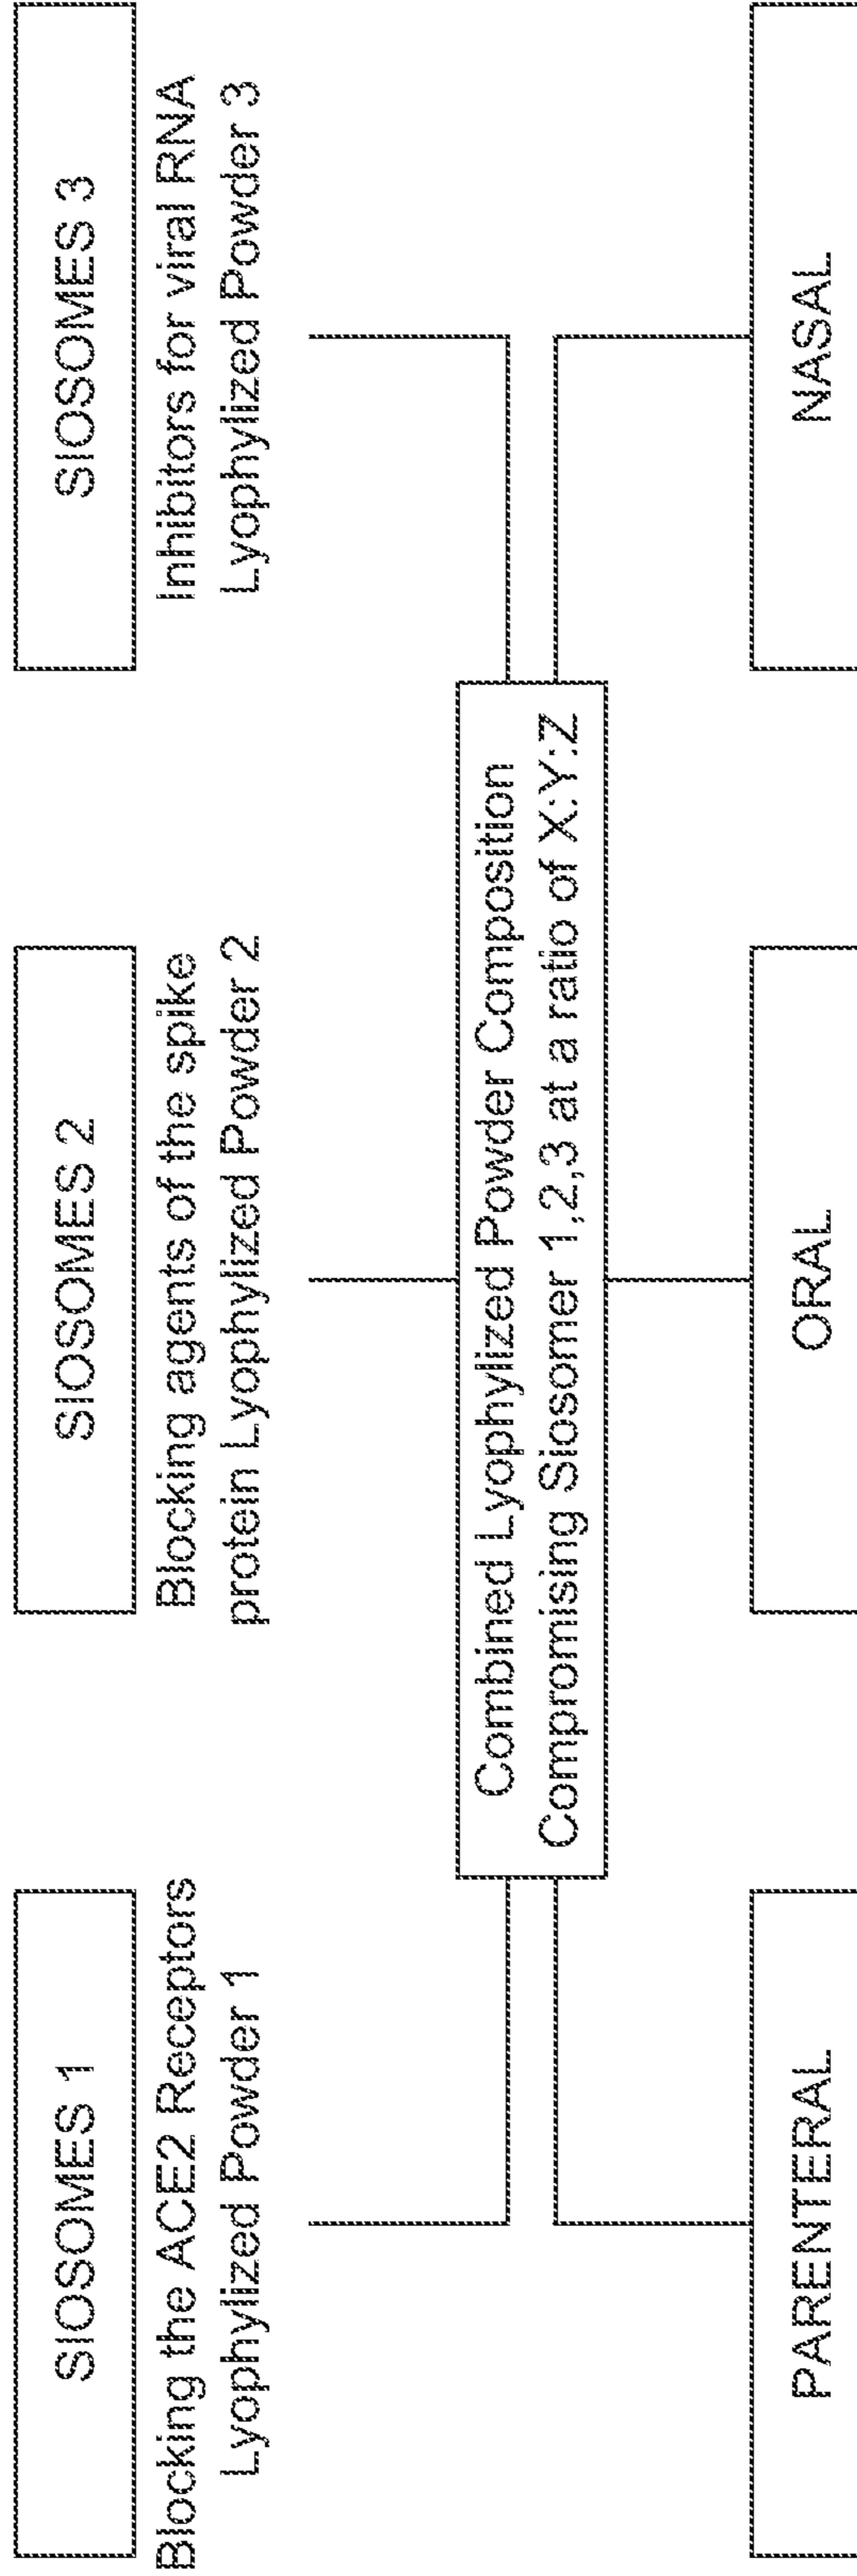 SIOSOMES 1
Blocking the ACE2 Receptors
Lyophylized Powder 1
SIOSOMES 2
Blocking agents of the spike
protein Lyophylized Powder 2
SIOSOMES 3
Inhibitors for viral RNA
Lyophylized Powder 3
Combined Lyophylized Powder Composition
Compromising Siosomer 1,2,3 at a ratio of X:Y:Z
PARENTERAL
ORAL
NASAL